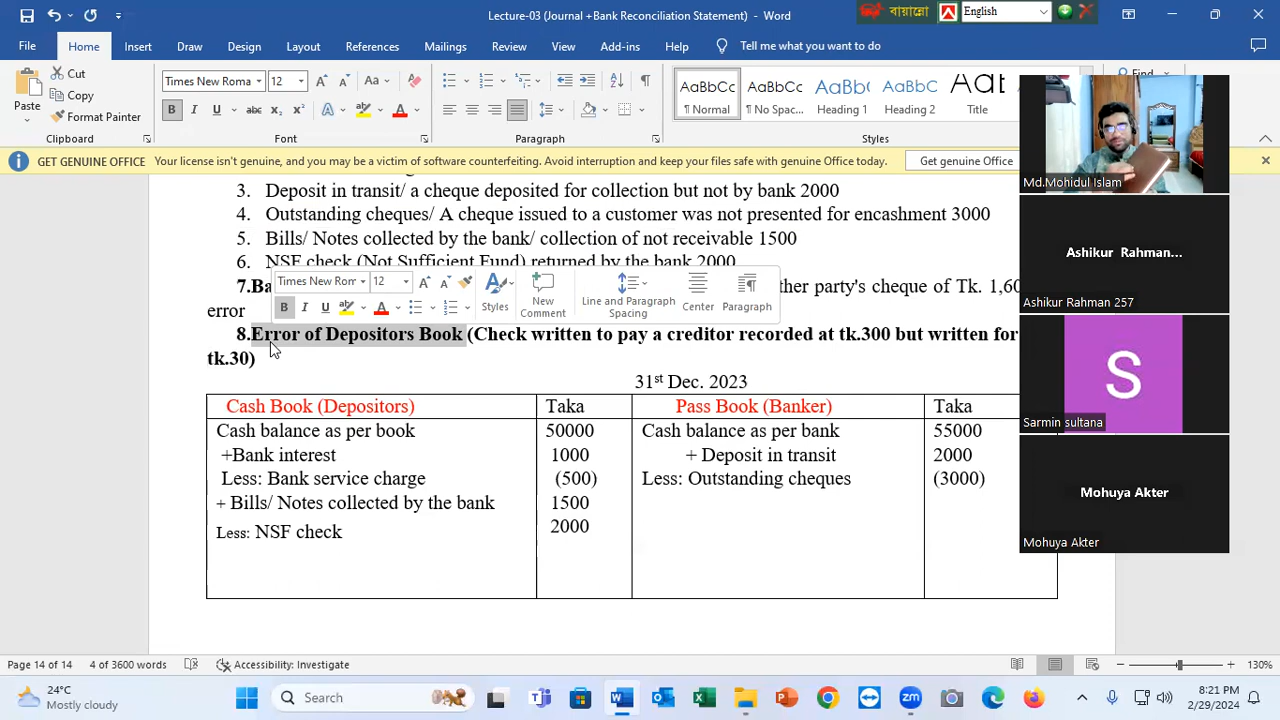 Lecture-03 (Journal +Bank Reconciliation Statement) - Word
বায়ান্নো
English
File Home Insert Draw Design Layout References Mailings Review View Add-ins Help Tell me what you want to do
Paste
Cut
Copy
Format Painter
Clipboard
Times New Roma 12
Font
Paragraph
AaBbCc AaBbCc AaBbCc AaBbCc
¶ Normal ¶ No Spac... Heading 1 Heading 2 Title
Styles
Find
GET GENUINE OFFICE Your license isn't genuine, and you may be a victim of software counterfeiting. Avoid interruption and keep your files safe with genuine Office today. Get genuine Office
3. Deposit in transit/ a cheque deposited for collection but not by bank 2000
4. Outstanding cheques/ A cheque issued to a customer was not presented for encashment 3000
5. Bills/ Notes collected by the bank/ collection of not receivable 1500
6. NSF check (Not Sufficient Fund) returned by the bank 2000
7.Ba
party's cheque of Tk. 1,60
error
Times New Ror 12
Styles
New Comment
Line and Paragraph Spacing
Center
Paragraph
8.Error of Depositors Book (Check written to pay a creditor recorded at tk.300 but written for
tk.30)
31st Dec. 2023
Cash Book (Depositors) Taka Pass Book (Banker) Taka
Cash balance as per book 50000 Cash balance as per bank 55000
+Bank interest 1000 + Deposit in transit 2000
Less: Bank service charge (500) Less: Outstanding cheques (3000)
+ Bills/ Notes collected by the bank 1500
Less: NSF check 2000
Md.Mohidul Islam
Ashikur Rahman...
Ashikur Rahman 257
S
Sarmin sultana
Mohuya Akter
Mohuya Akter
Page 14 of 14 4 of 3600 words Accessibility: Investigate 130%
24°C
Mostly cloudy
Search
8:21 PM
2/29/2024